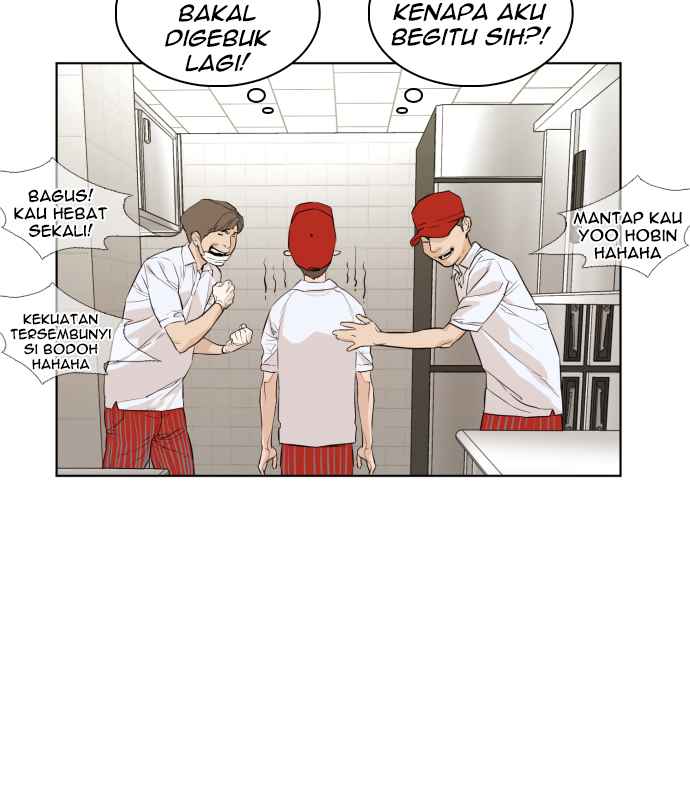 BAKAL
DIGEBUK
LAGI!
KENAPA AKU
BEGITU SIH?!
BAGUS!
KAU HEBAT
SEKALI!
MANTAP KAU
YOO HOBIN
HAHAHA
KEKUATAN
TERSEMBUNYI
SI BODOH
HAHAHA